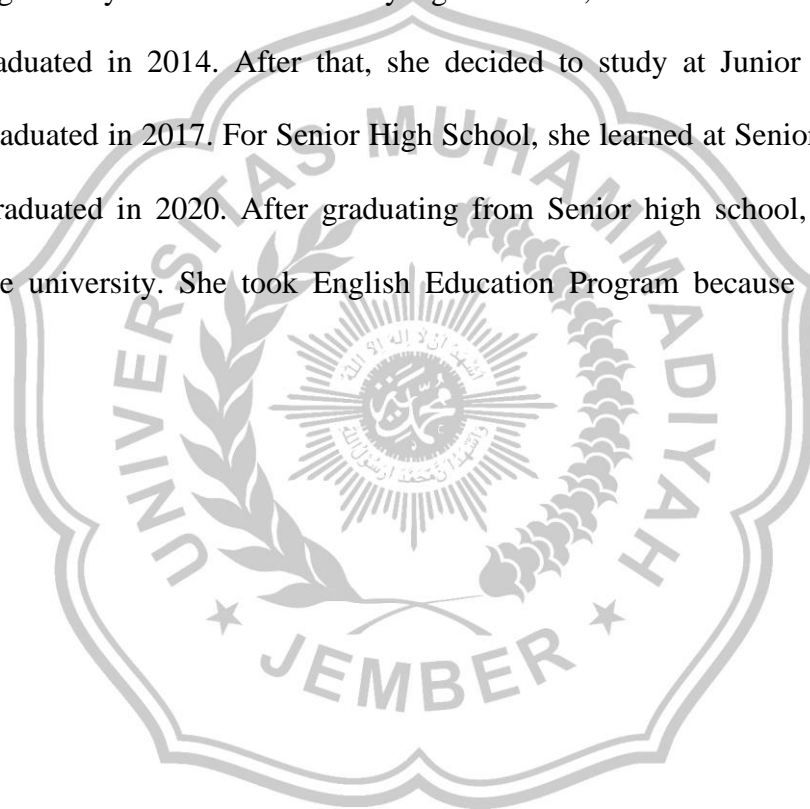 graduated in 2014. After that, she decided to study at Junior
graduated in 2017. For Senior High School, she learned at Senior
graduated in 2020. After graduating from Senior high school,
university. She took English Education Program because
UNIVERSITAS MUHAMMADIYAH
JEMBER